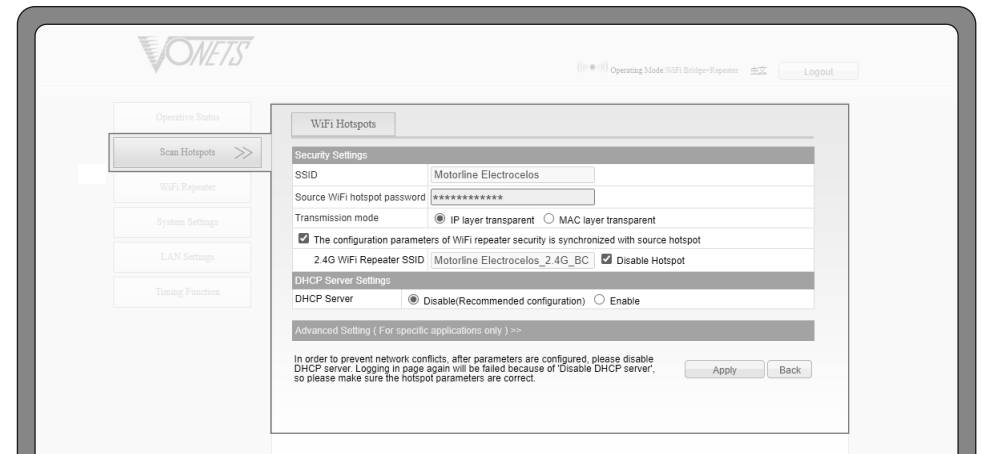 VONETS
Operating Mode:WiFi Bridge+Repeater 中文 Logout
Operative Status
Scan Hotspots >>
WiFi Repeater
System Settings
LAN Settings
Timing Function
WiFi Hotspots
Security Settings
SSID Motorline Electrocelos
Source WiFi hotspot password ************
Transmission mode IP layer transparent MAC layer transparent
The configuration parameters of WiFi repeater security is synchronized with source hotspot
2.4G WiFi Repeater SSID Motorline Electrocelos_2.4G_BC Disable Hotspot
DHCP Server Settings
DHCP Server Disable(Recommended configuration) Enable
Advanced Setting ( For specific applications only ) >>
In order to prevent network conflicts, after parameters are configured, please disable
DHCP server. Logging in page again will be failed because of 'Disable DHCP server',
so please make sure the hotspot parameters are correct.
Apply Back